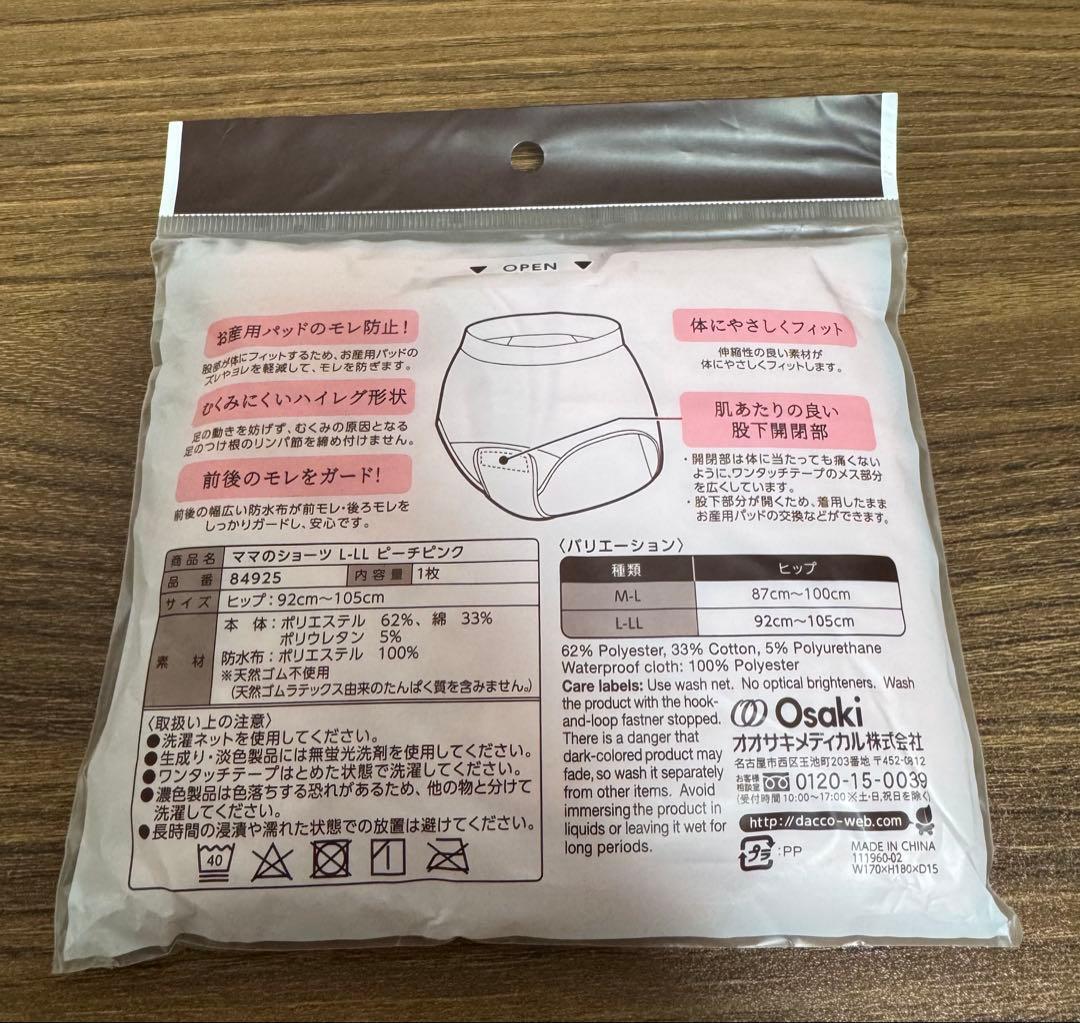 ▼ OPEN ▼
お産用パッドのモレ防止！
股部が体にフィットするため、お産用パッドの
ズレやヨレを軽減して、モレを防ぎます。
むくみにくいハイレグ形状
足の動きを妨げず、むくみの原因となる
足のつけ根のリンパ節を締め付けません。
前後のモレをガード！
前後の幅広い防水布が前モレ・後ろモレを
しっかりガードし、安心です。
体にやさしくフィット
伸縮性の良い素材が
体にやさしくフィットします。
肌あたりの良い
股下開閉部
・開閉部は体に当たっても痛くない
ように、ワンタッチテープのメス部分
を広くしています。
・股下部分が開くため、着用したまま
お産用パッドの交換などができます。
商品名 ママのショーツ L-LL ピーチピンク
品番 84925 内容量 1枚
サイズ ヒップ：92cm〜105cm
素材 本体：ポリエステル 62%、綿 33%
ポリウレタン 5%
防水布：ポリエステル 100%
※天然ゴム不使用
（天然ゴムラテックス由来のたんぱく質を含みません。）
〈取扱い上の注意〉
●洗濯ネットを使用してください。
●生成り・淡色製品には無蛍光洗剤を使用してください。
●ワンタッチテープはとめた状態で洗濯してください。
●濃色製品は色落ちする恐れがあるため、他の物と分けて
洗濯してください。
●長時間の浸漬や濡れた状態での放置は避けてください。
40
〈バリエーション〉
種類 ヒップ
M-L 87cm〜100cm
L-LL 92cm〜105cm
62% Polyester, 33% Cotton, 5% Polyurethane
Waterproof cloth: 100% Polyester
Care labels: Use wash net. No optical brighteners. Wash
the product with the hook-
and-loop fastner stopped.
There is a danger that
dark-colored product may
fade, so wash it separately
from other items. Avoid
immersing the product in
liquids or leaving it wet for
long periods.
Osaki
オオサキメディカル株式会社
名古屋市西区玉池町203番地 〒452-0812
お客様
相談室 0120-15-0039
（受付時間 10:00〜17:00 ※土・日、祝日を除く）
http://dacco-web.com
プラ :PP
MADE IN CHINA
111960-02
W170×H180×D15